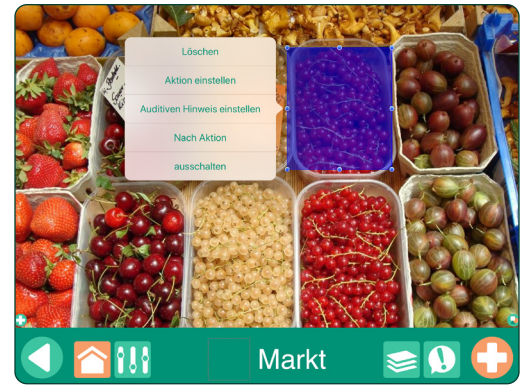 Löschen
Aktion einstellen
Auditiven Hinweis einstellen
Nach Aktion
ausschalten
Markt